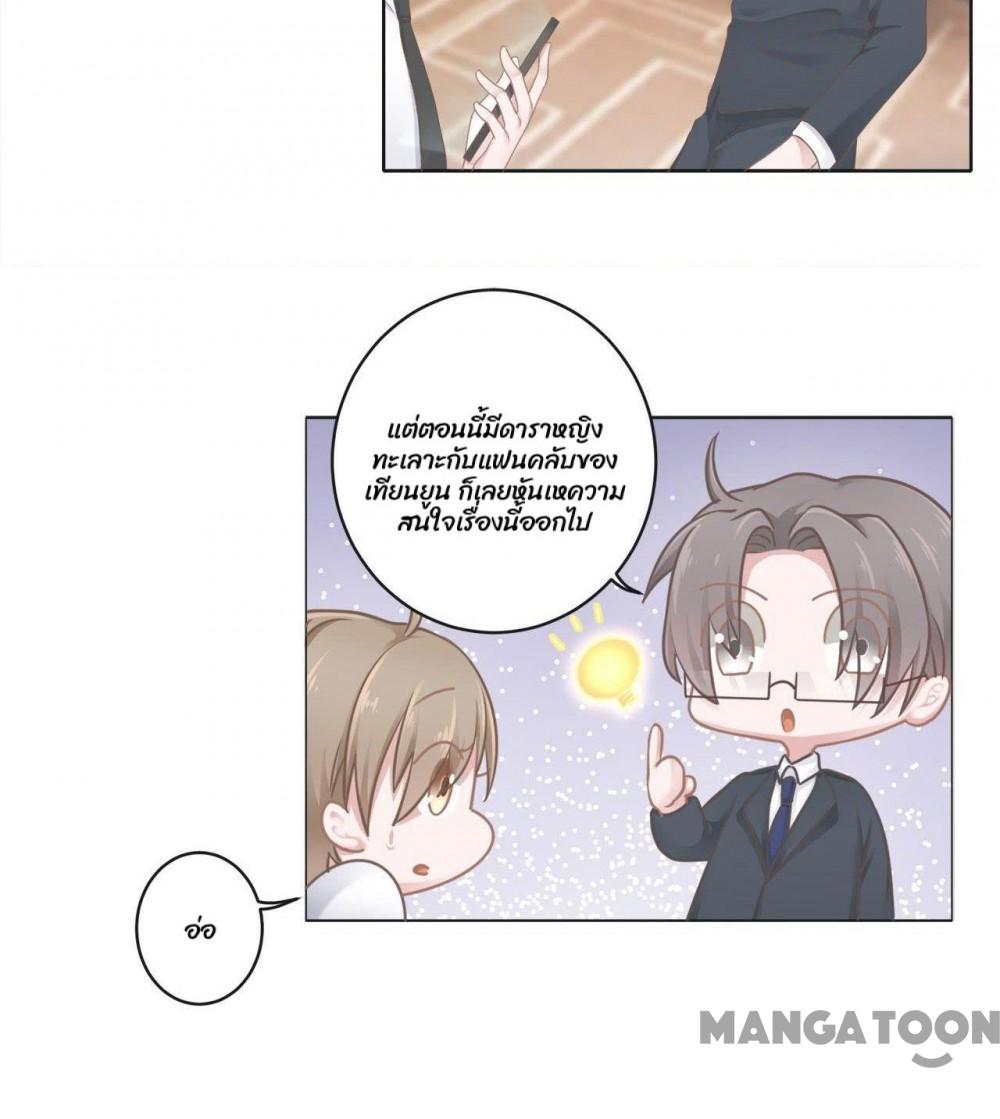 แต่ตอนนี้มีดาราหญิง
ทะเลาะกับแฟนคลับของ
เทียนยูน ก็เลยหันเหความ
สนใจเรื่องนี้ออกไป
อ่อ
MANGATOON